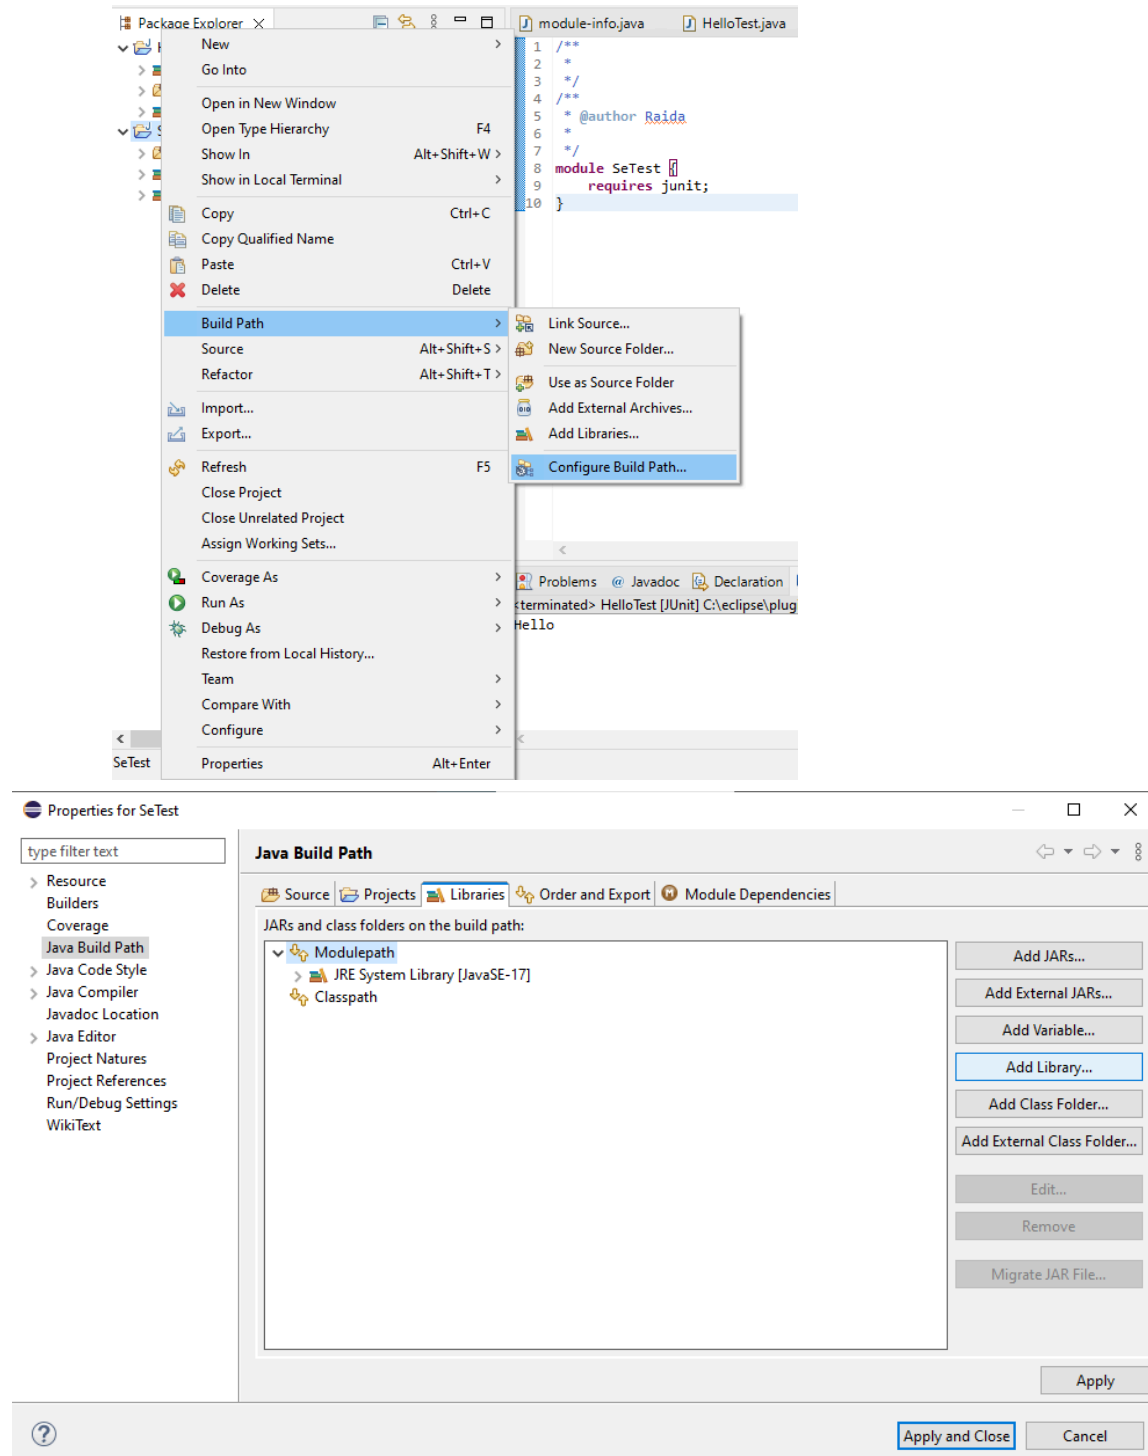 Package Explorer
module-info.java
HelloTest.java
New
Go Into
Open in New Window
Open Type Hierarchy F4
Show In Alt+Shift+W >
Show in Local Terminal >
Copy Ctrl+C
Copy Qualified Name
Paste Ctrl+V
Delete Delete
Build Path >
Source Alt+Shift+S >
Refactor Alt+Shift+T >
Import...
Export...
Refresh F5
Close Project
Close Unrelated Project
Assign Working Sets...
Coverage As >
Run As >
Debug As >
Restore from Local History...
Team >
Compare With >
Configure >
Properties Alt+Enter
SeTest
1 /**
2 *
3 */
4 /**
5 * @author Raida
6 *
7 */
8 module SeTest {
9 requires junit;
10 }
Link Source...
New Source Folder...
Use as Source Folder
Add External Archives...
Add Libraries...
Configure Build Path...
Problems @ Javadoc Declaration
<terminated> HelloTest [JUnit] C:\eclipse\plug
Hello
Properties for SeTest
type filter text
Resource
Builders
Coverage
Java Build Path
Java Code Style
Java Compiler
Javadoc Location
Java Editor
Project Natures
Project References
Run/Debug Settings
WikiText
Java Build Path
Source Projects Libraries Order and Export Module Dependencies
JARs and class folders on the build path:
Modulepath
JRE System Library [JavaSE-17]
Classpath
Add JARs...
Add External JARs...
Add Variable...
Add Library...
Add Class Folder...
Add External Class Folder...
Edit...
Remove
Migrate JAR File...
Apply
Apply and Close Cancel